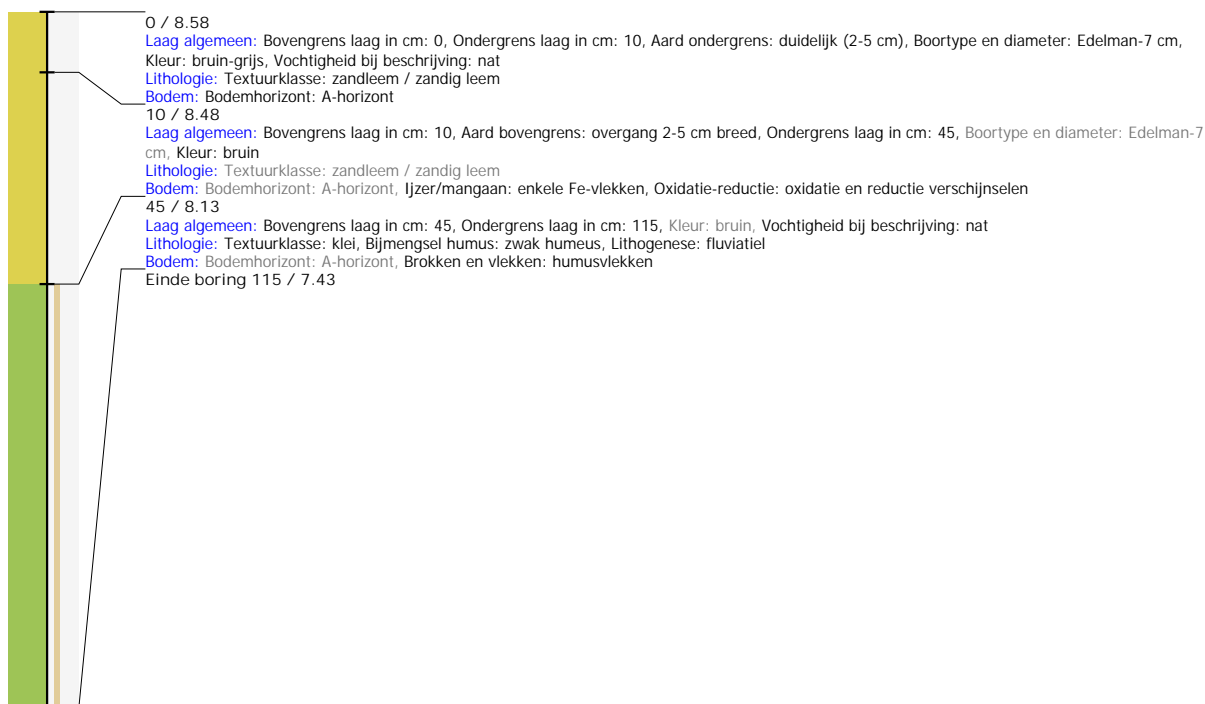 0 / 8.58
Laag algemeen: Bovengrens laag in cm: 0, Ondergrens laag in cm: 10, Aard ondergrens: duidelijk (2-5 cm), Boortype en diameter: Edelman-7 cm,
Kleur: bruin-grijs, Vochtigheid bij beschrijving: nat
Lithologie: Textuurklasse: zandleem / zandig leem
Bodem: Bodemhorizont: A-horizont
10 / 8.48
Laag algemeen: Bovengrens laag in cm: 10, Aard bovengrens: overgang 2-5 cm breed, Ondergrens laag in cm: 45, Boortype en diameter: Edelman-7
cm, Kleur: bruin
Lithologie: Textuurklasse: zandleem / zandig leem
Bodem: Bodemhorizont: A-horizont, Ijzer/mangaan: enkele Fe-vlekken, Oxidatie-reductie: oxidatie en reductie verschijnselen
45 / 8.13
Laag algemeen: Bovengrens laag in cm: 45, Ondergrens laag in cm: 115, Kleur: bruin, Vochtigheid bij beschrijving: nat
Lithologie: Textuurklasse: klei, Bijmengsel humus: zwak humeus, Lithogenese: fluviatiel
Bodem: Bodemhorizont: A-horizont, Brokken en vlekken: humusvlekken
Einde boring 115 / 7.43